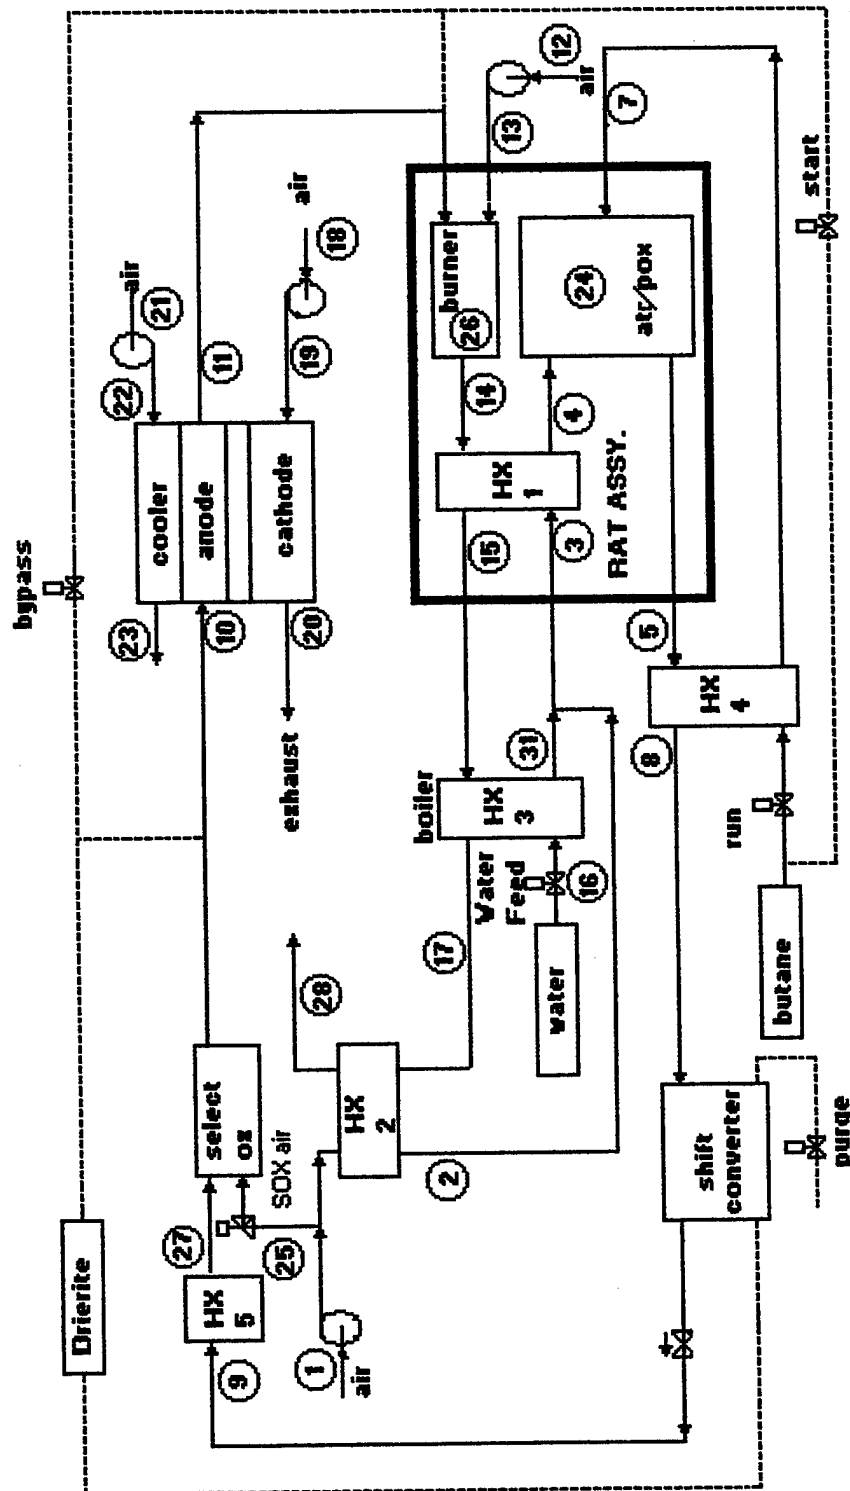 Drierite
bypass
start
air
21
22
cooler
23
anode
10
11
air
18
19
cathode
20
exhaust
select
ox
SOX air
27
25
HX
5
9
1
air
28
HX
2
2
17
boiler
HX
3
31
Water
Feed
16
water
12
air
13
7
burner
26
14
24
atr/pox
4
HX
1
15
3
RAT ASSY.
5
HX
4
8
run
butane
shift
converter
purge